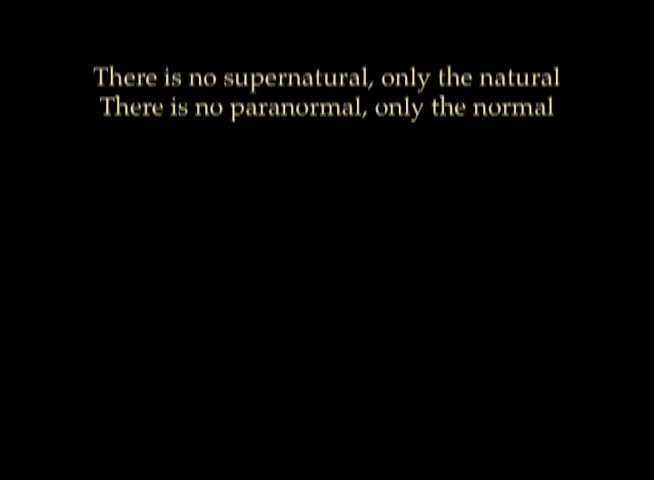 There is no supernatural, only the natural
There is no paranormal, only the normal